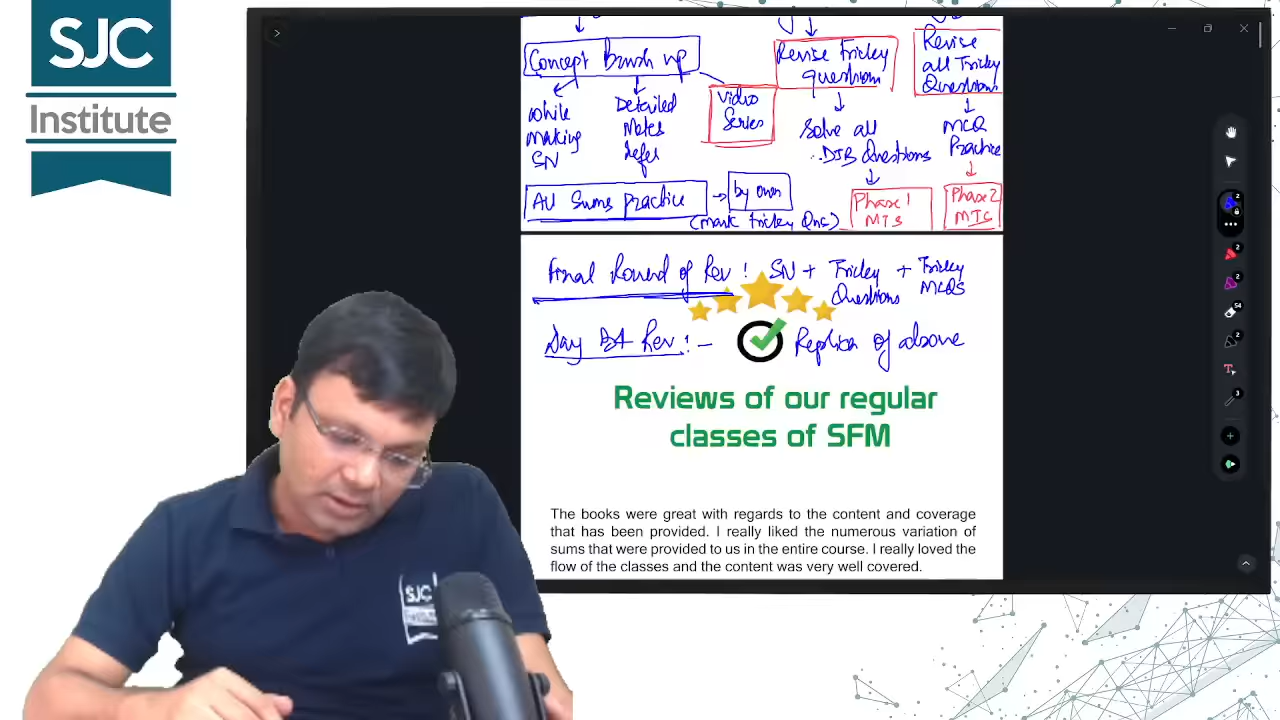 SJC
Institute
Concept Brush up
While
making
SN
Detailed
Notes
Refer
Video
Series
Revise Tricky
question
Solve all
DTB Questions
Phase 1
MTS
Revise
all Tricky
Questions
MCQ
Practice
Phase 2
MTS
All Sums practice → by own
(mark tricky Qns)
Final Round of Rev : SN + Tricky Questions + Tricky MCQS
Day B4 Rev :- Replica of above
Reviews of our regular
classes of SFM
The books were great with regards to the content and coverage
that has been provided. I really liked the numerous variation of
sums that were provided to us in the entire course. I really loved the
flow of the classes and the content was very well covered.
SJC